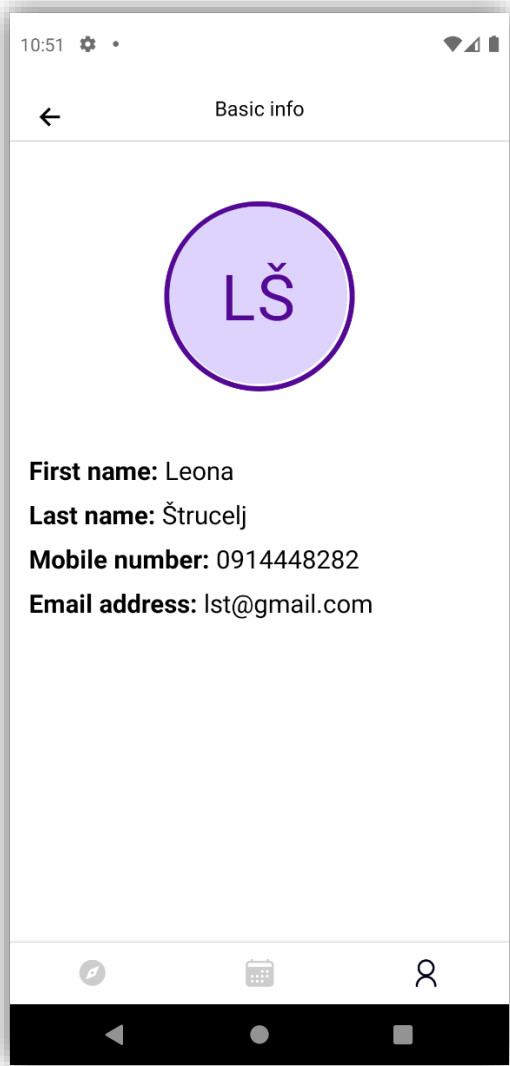 10:51
Basic info
LŠ
First name: Leona
Last name: Štrucelj
Mobile number: 0914448282
Email address: lst@gmail.com